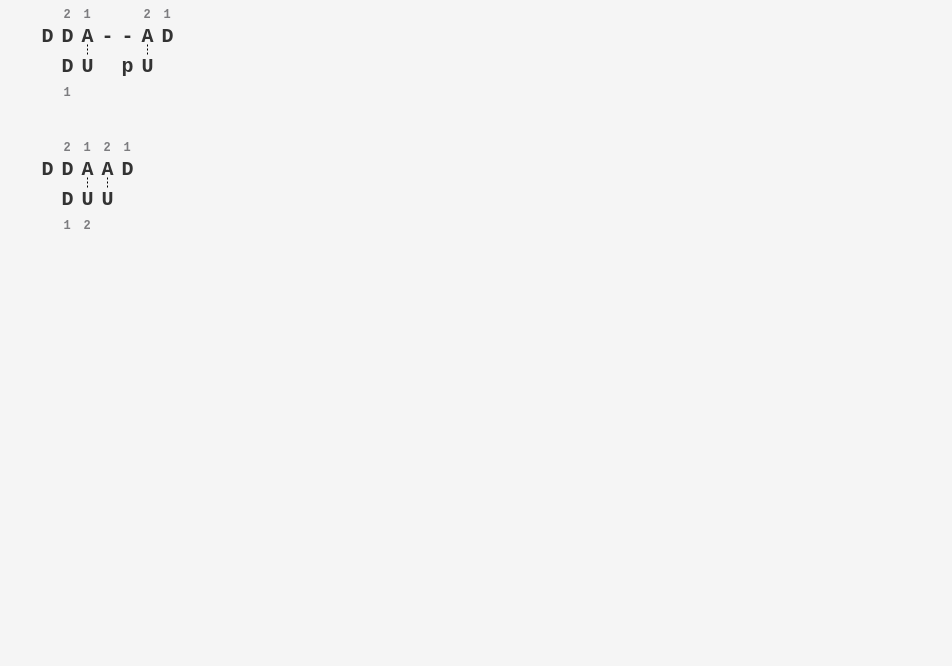 2 1 2 1
D D A - - A D
D U p U
1
2 1 2 1
D D A A D
D U U
1 2